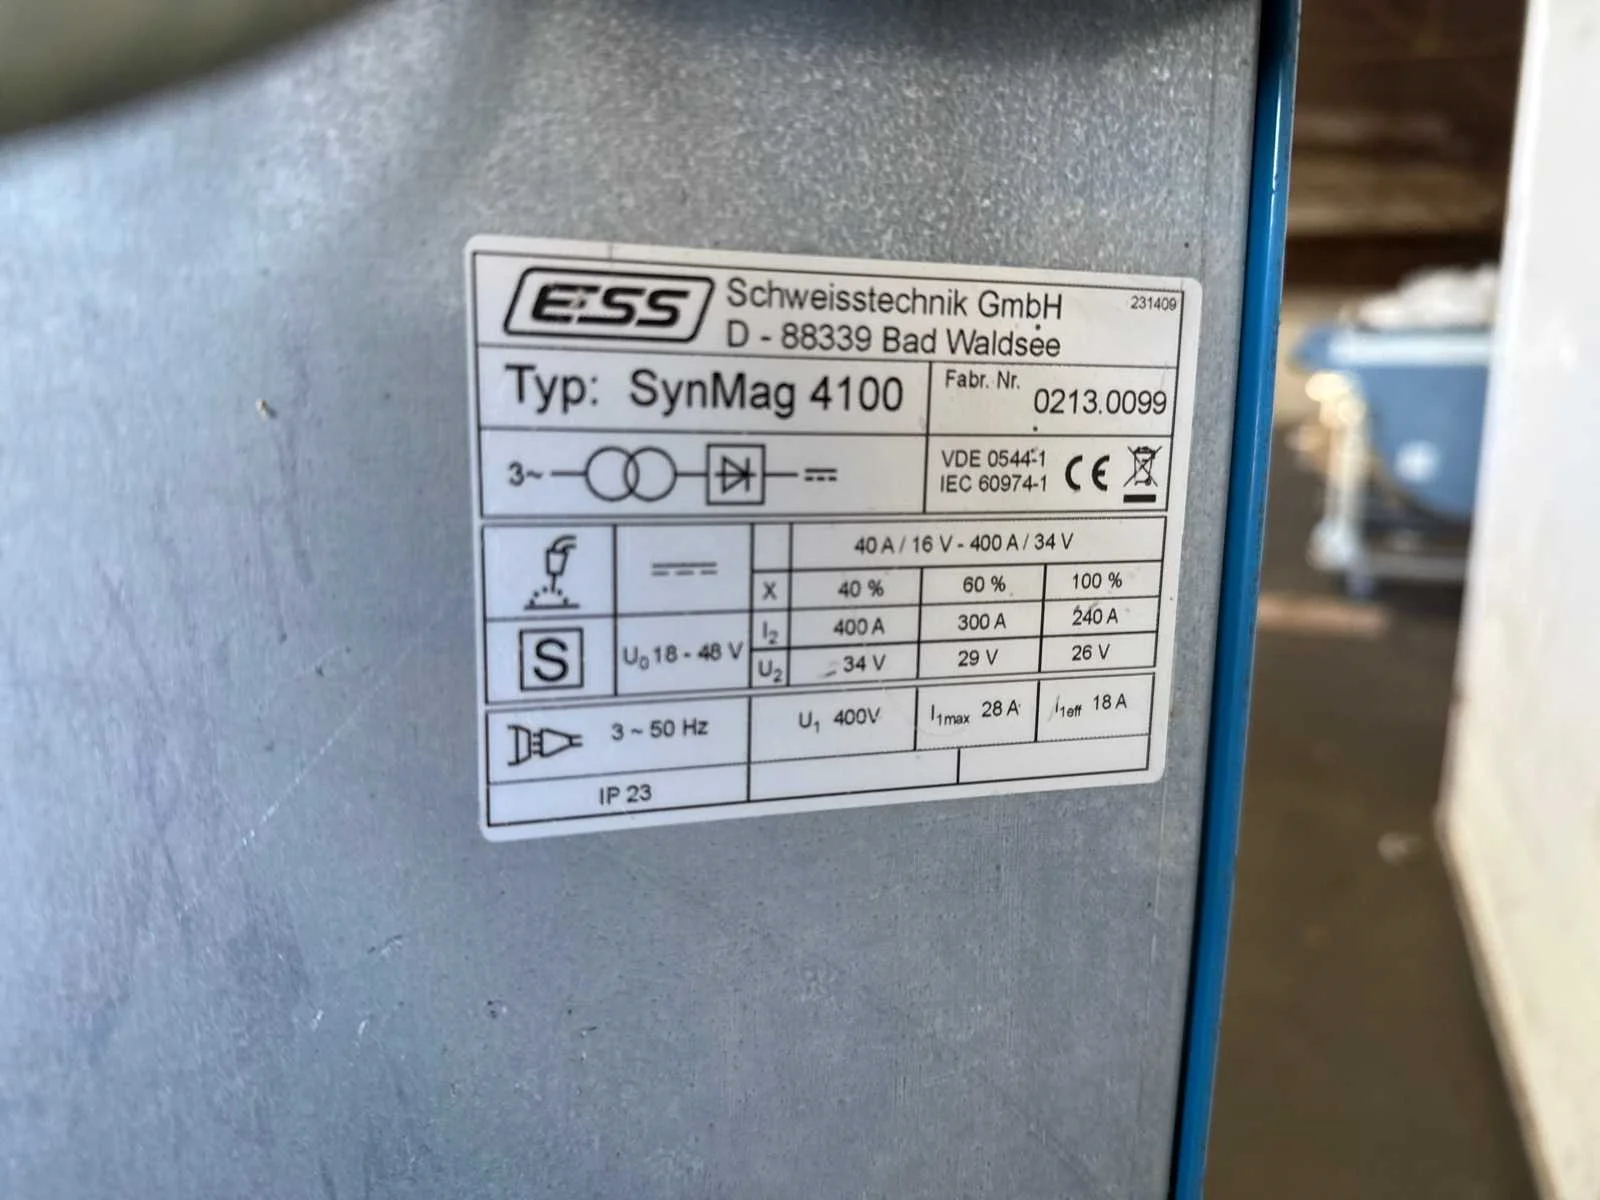 ESS Schweisstechnik GmbH 231409
D - 88339 Bad Waldsee
Typ: SynMag 4100 Fabr. Nr. 0213.0099
3~ VDE 0544-1
IEC 60974-1 CE
40 A / 16 V - 400 A / 34 V
X 40 % 60 % 100 %
I2 400 A 300 A 240 A
S U0 18 - 48 V U2 34 V 29 V 26 V
3 ~ 50 Hz U1 400V I1max 28 A I1eff 18 A
IP 23